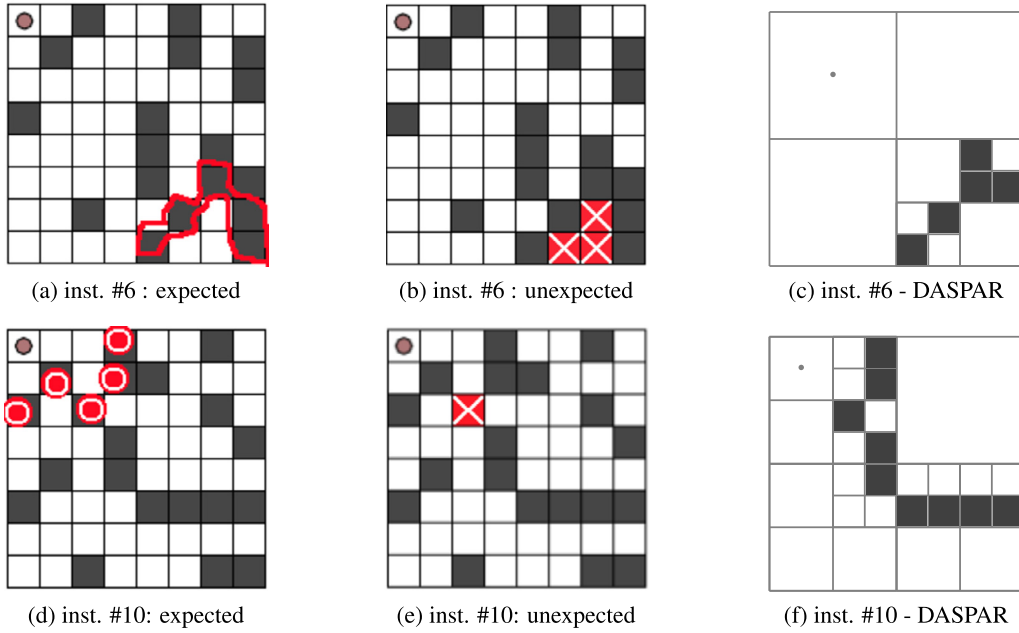 (a) inst. #6 : expected
(b) inst. #6 : unexpected
(c) inst. #6 - DASPAR
(d) inst. #10: expected
(e) inst. #10: unexpected
(f) inst. #10 - DASPAR